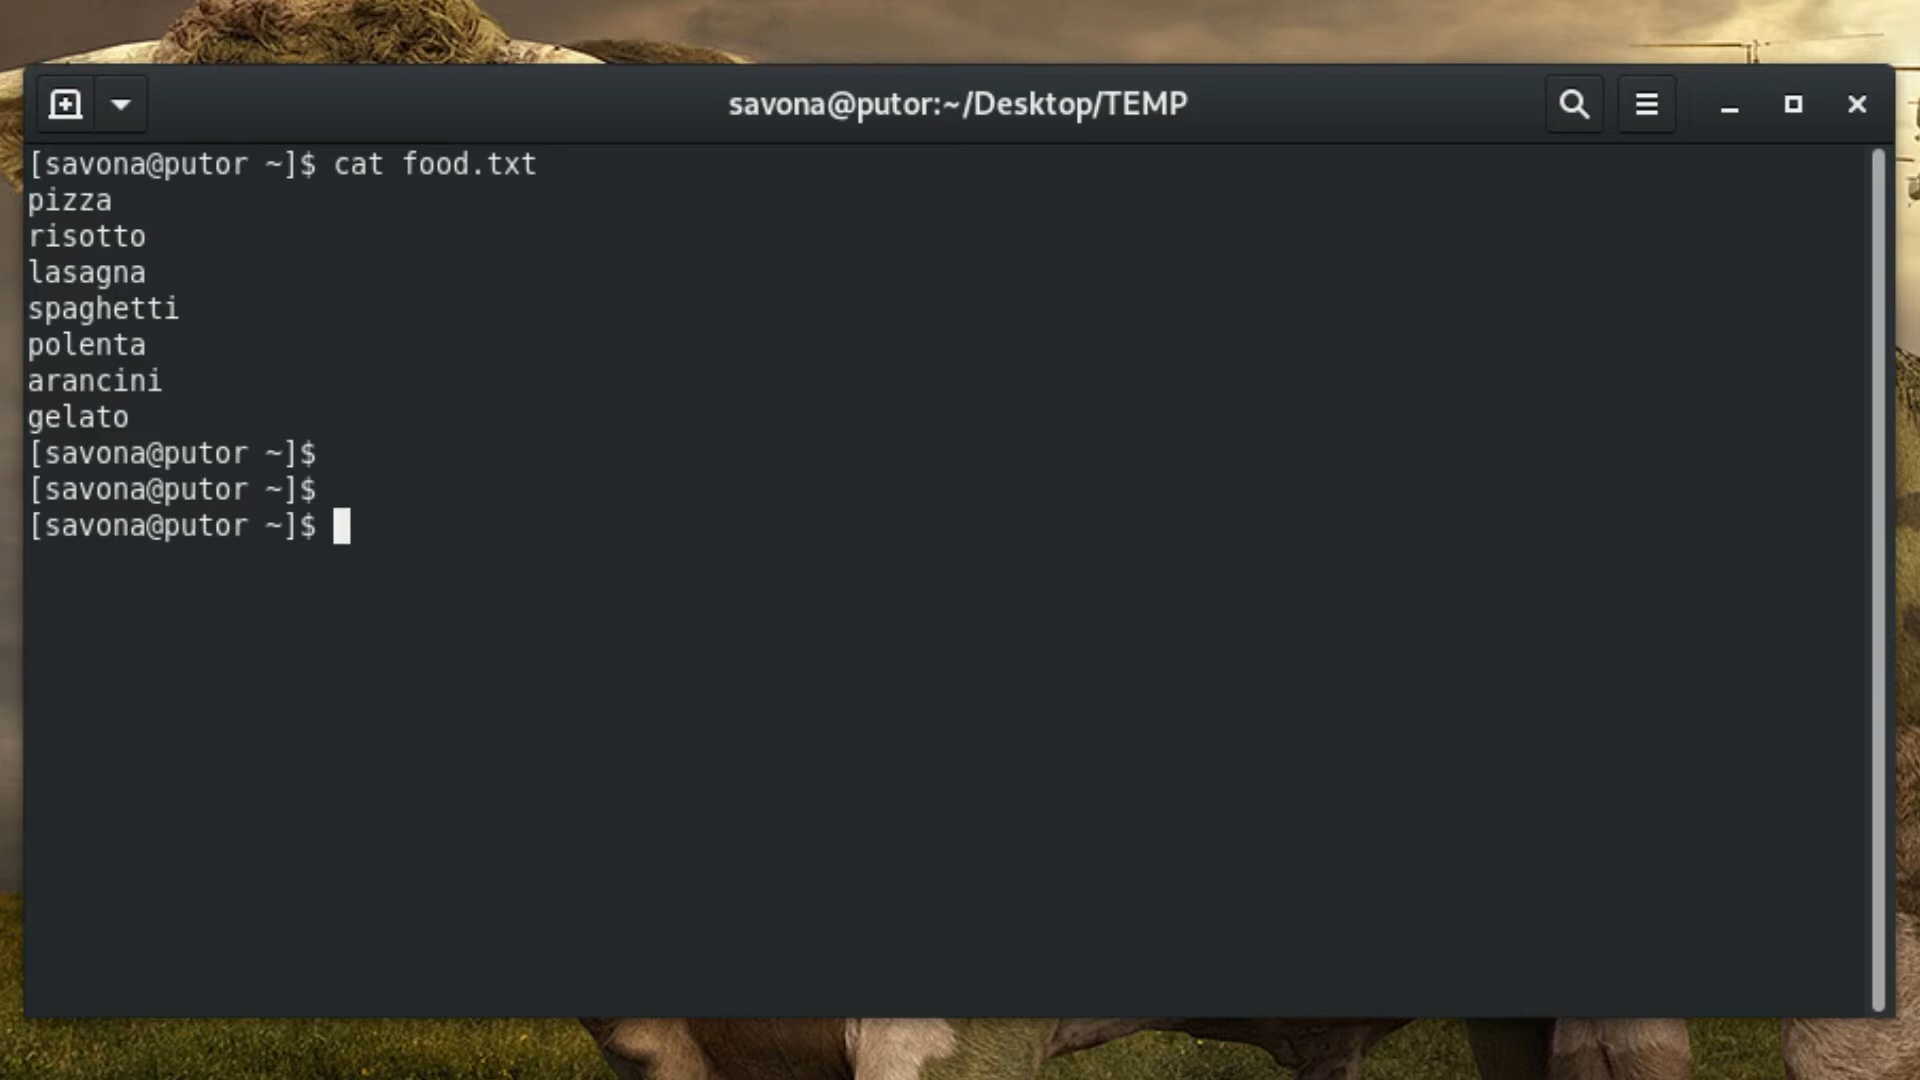 savona@putor:~/Desktop/TEMP
[savona@putor ~]$ cat food.txt
pizza
risotto
lasagna
spaghetti
polenta
arancini
gelato
[savona@putor ~]$
[savona@putor ~]$
[savona@putor ~]$